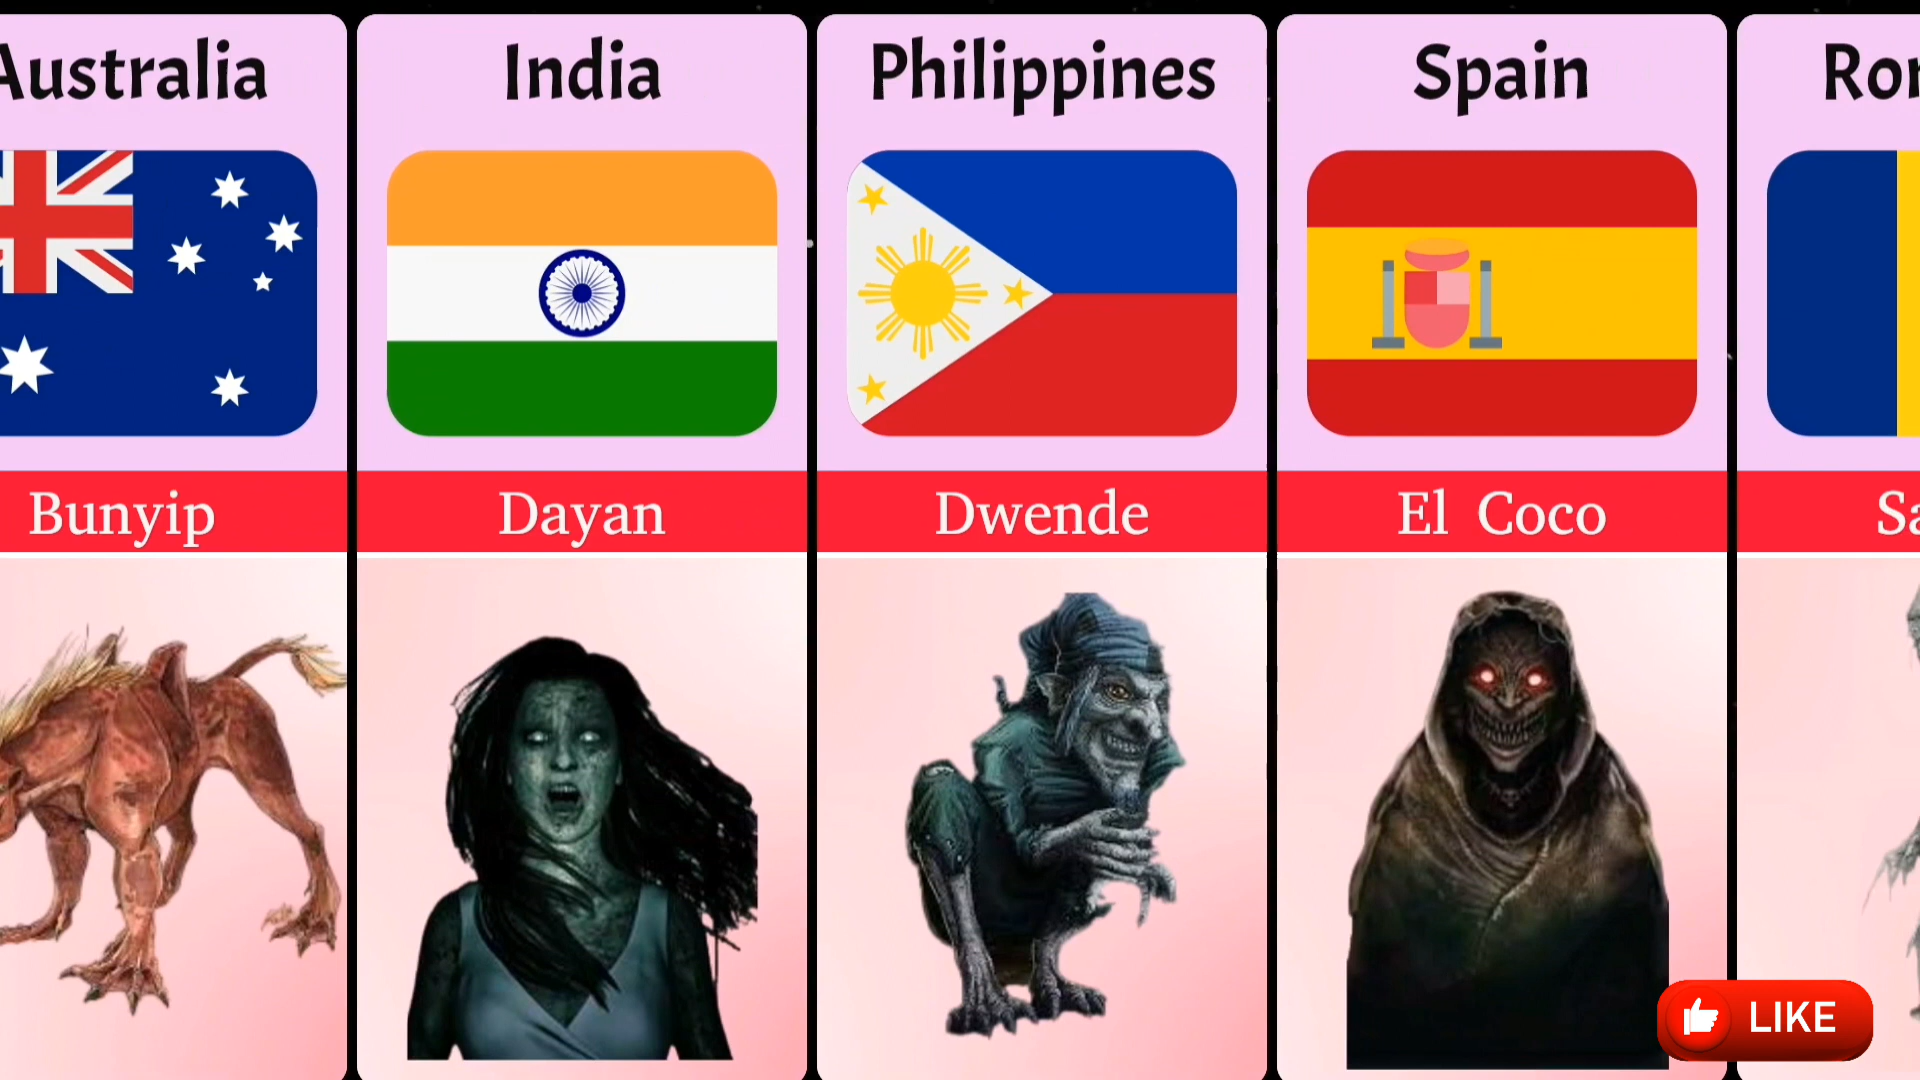 Australia
India
Philippines
Spain
Bunyip
Dayan
Dwende
El Coco
LIKE